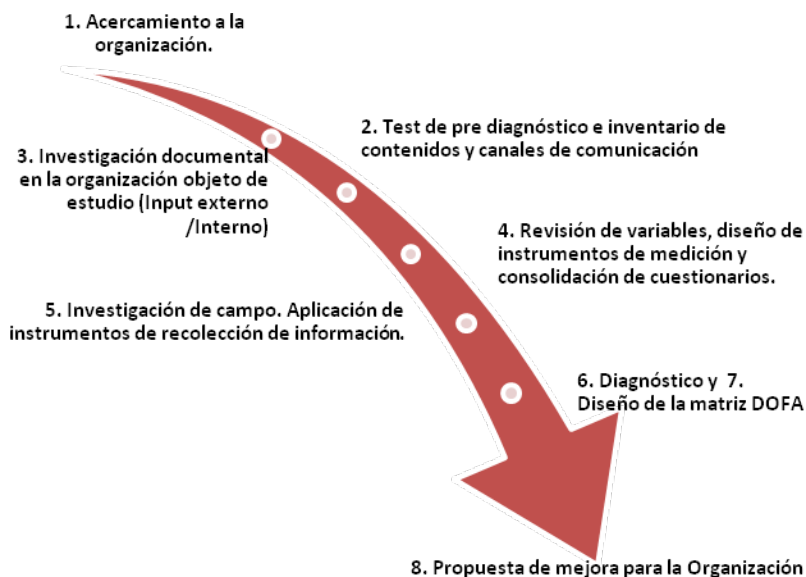 1. Acercamiento a la
organización.
2. Test de pre diagnóstico e inventario de
contenidos y canales de comunicación
3. Investigación documental
en la organización objeto de
estudio (Input externo
/Interno)
4. Revisión de variables, diseño de
instrumentos de medición y
consolidación de cuestionarios.
5. Investigación de campo. Aplicación de
instrumentos de recolección de información.
6. Diagnóstico y 7.
Diseño de la matriz DOFA
8. Propuesta de mejora para la Organización